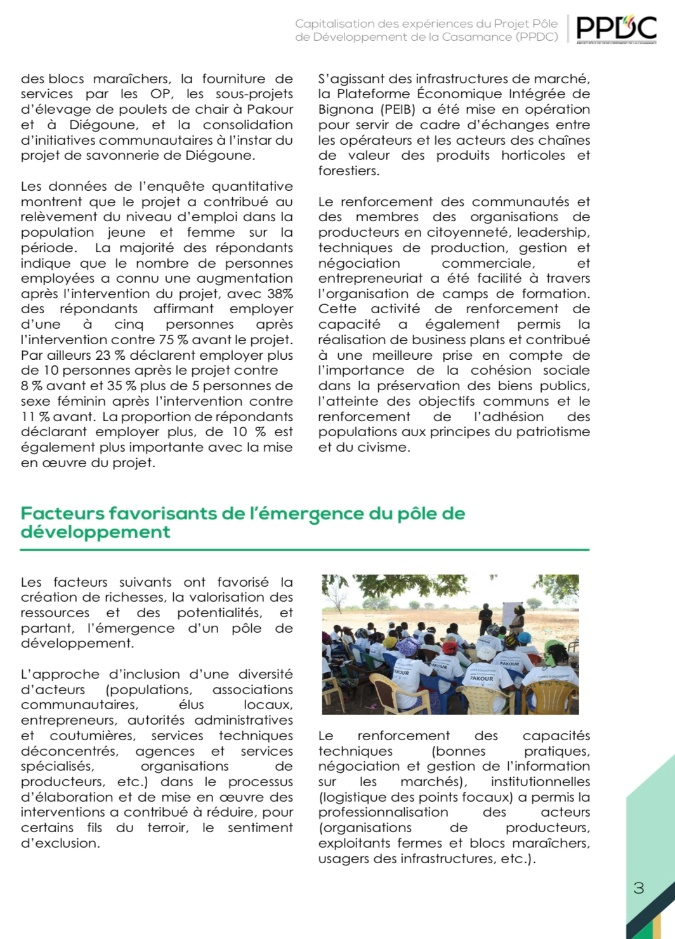 Capitalisation des expériences du Projet Pôle
de Développement de la Casamance (PPDC)
PPDC
des blocs maraîchers, la fourniture de
services par les OP, les sous-projets
d'élevage de poulets de chair à Pakour
et à Diégoune, et la consolidation
d'initiatives communautaires à l'instar du
projet de savonnerie de Diégoune.
Les données de l'enquête quantitative
montrent que le projet a contribué au
relèvement du niveau d'emploi dans la
population jeune et femme sur la
période. La majorité des répondants
indique que le nombre de personnes
employées a connu une augmentation
après l'intervention du projet, avec 38%
des répondants affirmant employer
d'une à cinq personnes après
l'intervention contre 75 % avant le projet.
Par ailleurs 23 % déclarent employer plus
de 10 personnes après le projet contre
8 % avant et 35 % plus de 5 personnes de
sexe féminin après l'intervention contre
11 % avant. La proportion de répondants
déclarant employer plus, de 10 % est
également plus importante avec la mise
en œuvre du projet.
S'agissant des infrastructures de marché,
la Plateforme Économique Intégrée de
Bignona (PEIB) a été mise en opération
pour servir de cadre d'échanges entre
les opérateurs et les acteurs des chaînes
de valeur des produits horticoles et
forestiers.
Le renforcement des communautés et
des membres des organisations de
producteurs en citoyenneté, leadership,
techniques de production, gestion et
négociation commerciale, et
entrepreneuriat a été facilité à travers
l'organisation de camps de formation.
Cette activité de renforcement de
capacité a également permis la
réalisation de business plans et contribué
à une meilleure prise en compte de
l'importance de la cohésion sociale
dans la préservation des biens publics,
l'atteinte des objectifs communs et le
renforcement de l'adhésion des
populations aux principes du patriotisme
et du civisme.
Facteurs favorisants de l'émergence du pôle de
développement
Les facteurs suivants ont favorisé la
création de richesses, la valorisation des
ressources et des potentialités, et
partant, l'émergence d'un pôle de
développement.
L'approche d'inclusion d'une diversité
d'acteurs (populations, associations
communautaires, élus locaux,
entrepreneurs, autorités administratives
et coutumières, services techniques
déconcentrés, agences et services
spécialisés, organisations de
producteurs, etc.) dans le processus
d'élaboration et de mise en œuvre des
interventions a contribué à réduire, pour
certains fils du terroir, le sentiment
d'exclusion.
PAKOUR
PAKOUR
Le renforcement des capacités
techniques (bonnes pratiques,
négociation et gestion de l'information
sur les marchés), institutionnelles
(logistique des points focaux) a permis la
professionnalisation des acteurs
(organisations de producteurs,
exploitants fermes et blocs maraîchers,
usagers des infrastructures, etc.).
3